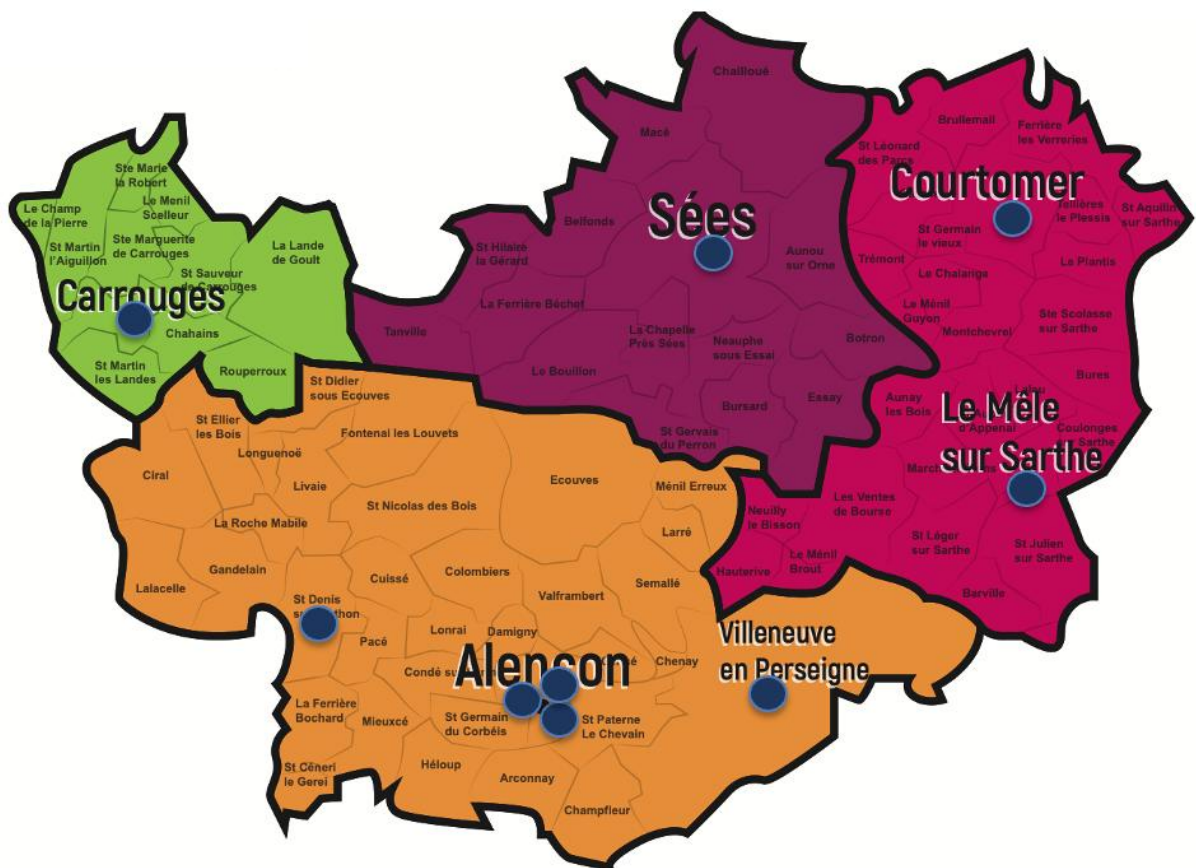 Chailloué
Macé
Belfonds
Sées
St Hilaire
la Gérard
Aunou
sur Orne
La Ferrière Béchet
Tanville
La Chapelle
Près Sées
Neauphe
sous Essai
Botron
Le Bouillon
Bursard
Essay
St Gervais
du Perron
Brullemail
Ferrière
les Verreries
St Léonard
des Parcs
Courtomer
Tellières
le Plessis
St Aquilin
sur Sarthe
St Germain
le vieux
Trémont
La Plantis
Le Chalange
Le Ménil
Guyon
Ste Scolasse
sur Sarthe
Montchevrel
Bures
Aunay
les Bois
Le Mêle
sur Sarthe
d'Appenai
Coulonges
sur Sarthe
Les Ventes
de Bourse
Neuilly
le Bisson
St Léger
sur Sarthe
St Julien
sur Sarthe
Hauterive
Le Ménil
Brout
Barville
Ste Marie
la Robert
Le Champ
de la Pierre
Le Menil
Scelleur
St Martin
l'Aiguillon
Ste Marguerite
de Carrouges
La Lande
de Goult
St Sauveur
de Carrouges
Carrouges
Chahains
St Martin
les Landes
Rouperroux
St Didier
sous Ecouves
St Ellier
les Bois
Fontenai les Louvets
Longuenoë
Ciral
Livaie
Ecouves
Ménil Erreux
St Nicolas des Bois
La Roche Mabile
Larré
Gandelain
Cuissé
Colombiers
Semallé
Lalacelle
Valframbert
St Denis
Pacé
Lonrai
Damigny
Chenay
Villeneuve
en Perseigne
Alençon
La Ferrière
Bochard
Mieuxcé
St Germain
du Corbéis
St Paterne
Le Chevain
St Céneri
le Gerei
Héloup
Arconnay
Champfleur